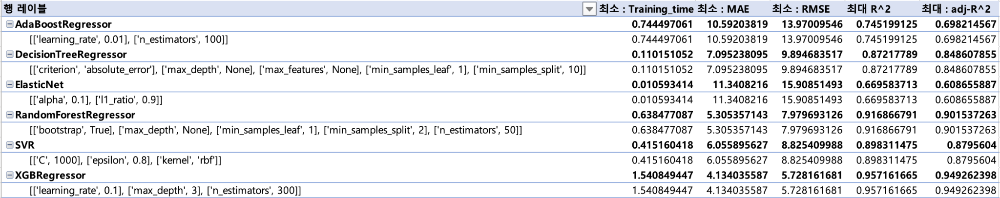 행 레이블 최소 : Training_time 최소 : MAE 최소 : RMSE 최대 R^2 최대 : adj-R^2
AdaBoostRegressor 0.744497061 10.59203819 13.97009546 0.745199125 0.698214567
[['learning_rate', 0.01], ['n_estimators', 100]] 0.744497061 10.59203819 13.97009546 0.745199125 0.698214567
DecisionTreeRegressor 0.110151052 7.095238095 9.894683517 0.87217789 0.848607855
[['criterion', 'absolute_error'], ['max_depth', None], ['max_features', None], ['min_samples_leaf', 1], ['min_samples_split', 10]] 0.110151052 7.095238095 9.894683517 0.87217789 0.848607855
ElasticNet 0.010593414 11.3408216 15.90851493 0.669583713 0.608655887
[['alpha', 0.1], ['l1_ratio', 0.9]] 0.010593414 11.3408216 15.90851493 0.669583713 0.608655887
RandomForestRegressor 0.638477087 5.305357143 7.979693126 0.916866791 0.901537263
[['bootstrap', True], ['max_depth', None], ['min_samples_leaf', 1], ['min_samples_split', 2], ['n_estimators', 50]] 0.638477087 5.305357143 7.979693126 0.916866791 0.901537263
SVR 0.415160418 6.055895627 8.825409988 0.898311475 0.8795604
[['C', 1000], ['epsilon', 0.8], ['kernel', 'rbf']] 0.415160418 6.055895627 8.825409988 0.898311475 0.8795604
XGBRegressor 1.540849447 4.134035587 5.728161681 0.957161665 0.949262398
[['learning_rate', 0.1], ['max_depth', 3], ['n_estimators', 300]] 1.540849447 4.134035587 5.728161681 0.957161665 0.949262398